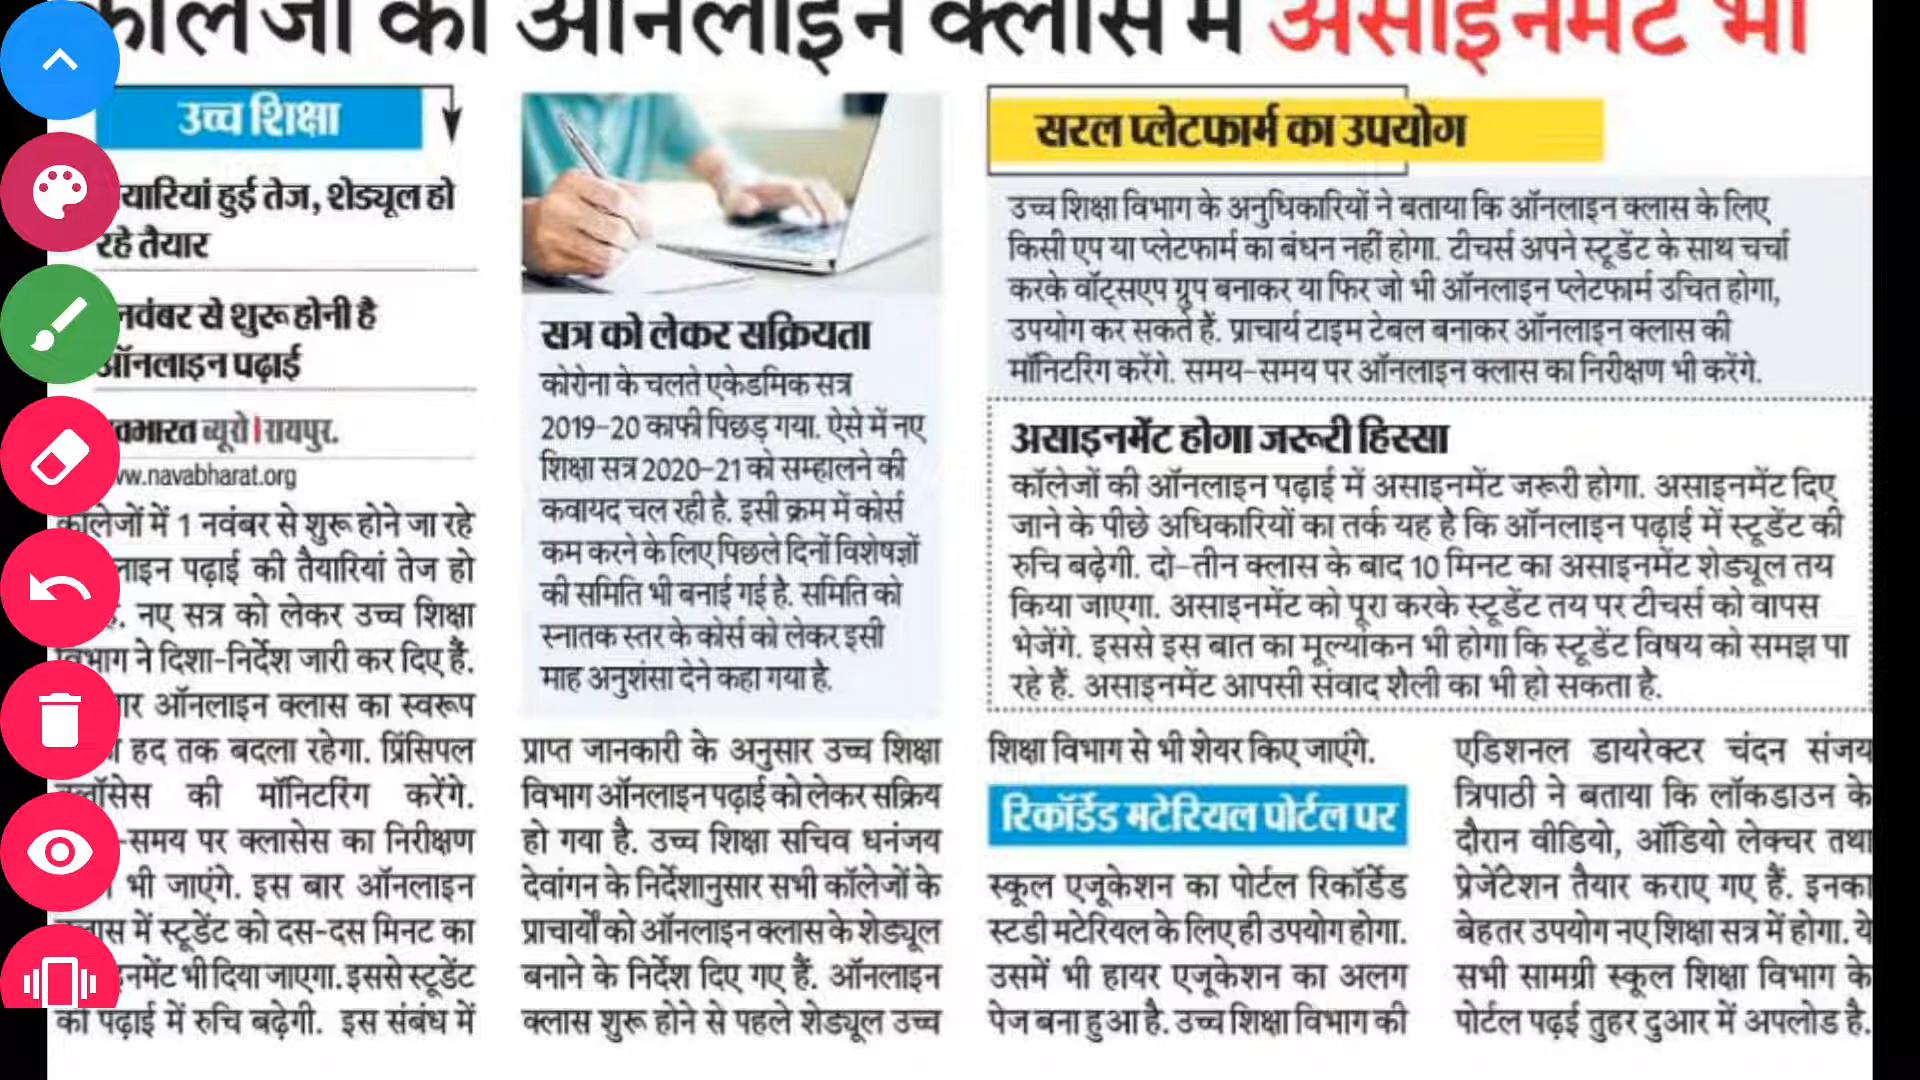 कॉलेजों की ऑनलाइन क्लास में असाइनमेंट भी
उच्च शिक्षा
यारियां हुई तेज, शेड्यूल हो
रहे तैयार
नवंबर से शुरू होनी है
ऑनलाइन पढ़ाई
वभारत ब्यूरो | रायपुर.
ww.navabharat.org
कॉलेजों में 1 नवंबर से शुरू होने जा रहे
लाइन पढ़ाई की तैयारियां तेज हो
नए सत्र को लेकर उच्च शिक्षा
विभाग ने दिशा-निर्देश जारी कर दिए हैं.
ऑनलाइन क्लास का स्वरूप
हद तक बदला रहेगा. प्रिंसिपल
क्लॉसेस की मॉनिटरिंग करेंगे.
-समय पर क्लासेस का निरीक्षण
भी जाएंगे. इस बार ऑनलाइन
क्लास में स्टूडेंट को दस-दस मिनट का
इनमेंट भी दिया जाएगा. इससे स्टूडेंट
की पढ़ाई में रुचि बढ़ेगी. इस संबंध में
सत्र को लेकर सक्रियता
कोरोना के चलते एकेडमिक सत्र
2019-20 काफी पिछड़ गया. ऐसे में नए
शिक्षा सत्र 2020-21 को सम्हालने की
कवायद चल रही है. इसी क्रम में कोर्स
कम करने के लिए पिछले दिनों विशेषज्ञों
की समिति भी बनाई गई है. समिति को
स्नातक स्तर के कोर्स को लेकर इसी
माह अनुशंसा देने कहा गया है.
प्राप्त जानकारी के अनुसार उच्च शिक्षा
विभाग ऑनलाइन पढ़ाई को लेकर सक्रिय
हो गया है. उच्च शिक्षा सचिव धनंजय
देवांगन के निर्देशानुसार सभी कॉलेजों के
प्राचार्यों को ऑनलाइन क्लास के शेड्यूल
बनाने के निर्देश दिए गए हैं. ऑनलाइन
क्लास शुरू होने से पहले शेड्यूल उच्च
सरल प्लेटफार्म का उपयोग
उच्च शिक्षा विभाग के अनुधिकारियों ने बताया कि ऑनलाइन क्लास के लिए
किसी एप या प्लेटफार्म का बंधन नहीं होगा. टीचर्स अपने स्टूडेंट के साथ चर्चा
करके वॉट्सएप ग्रुप बनाकर या फिर जो भी ऑनलाइन प्लेटफार्म उचित होगा,
उपयोग कर सकते हैं. प्राचार्य टाइम टेबल बनाकर ऑनलाइन क्लास की
मॉनिटरिंग करेंगे. समय-समय पर ऑनलाइन क्लास का निरीक्षण भी करेंगे.
असाइनमेंट होगा जरूरी हिस्सा
कॉलेजों की ऑनलाइन पढ़ाई में असाइनमेंट जरूरी होगा. असाइनमेंट दिए
जाने के पीछे अधिकारियों का तर्क यह है कि ऑनलाइन पढ़ाई में स्टूडेंट की
रुचि बढ़ेगी. दो-तीन क्लास के बाद 10 मिनट का असाइनमेंट शेड्यूल तय
किया जाएगा. असाइनमेंट को पूरा करके स्टूडेंट तय पर टीचर्स को वापस
भेजेंगे. इससे इस बात का मूल्यांकन भी होगा कि स्टूडेंट विषय को समझ पा
रहे हैं. असाइनमेंट आपसी संवाद शैली का भी हो सकता है.
शिक्षा विभाग से भी शेयर किए जाएंगे.
रिकॉर्डेड मटेरियल पोर्टल पर
स्कूल एजूकेशन का पोर्टल रिकॉर्डेड
स्टडी मटेरियल के लिए ही उपयोग होगा.
उसमें भी हायर एजूकेशन का अलग
पेज बना हुआ है. उच्च शिक्षा विभाग की
एडिशनल डायरेक्टर चंदन संजय
त्रिपाठी ने बताया कि लॉकडाउन के
दौरान वीडियो, ऑडियो लेक्चर तथा
प्रेजेंटेशन तैयार कराए गए हैं. इनका
बेहतर उपयोग नए शिक्षा सत्र में होगा. ये
सभी सामग्री स्कूल शिक्षा विभाग के
पोर्टल पढ़ई तुहर दुआर में अपलोड है.